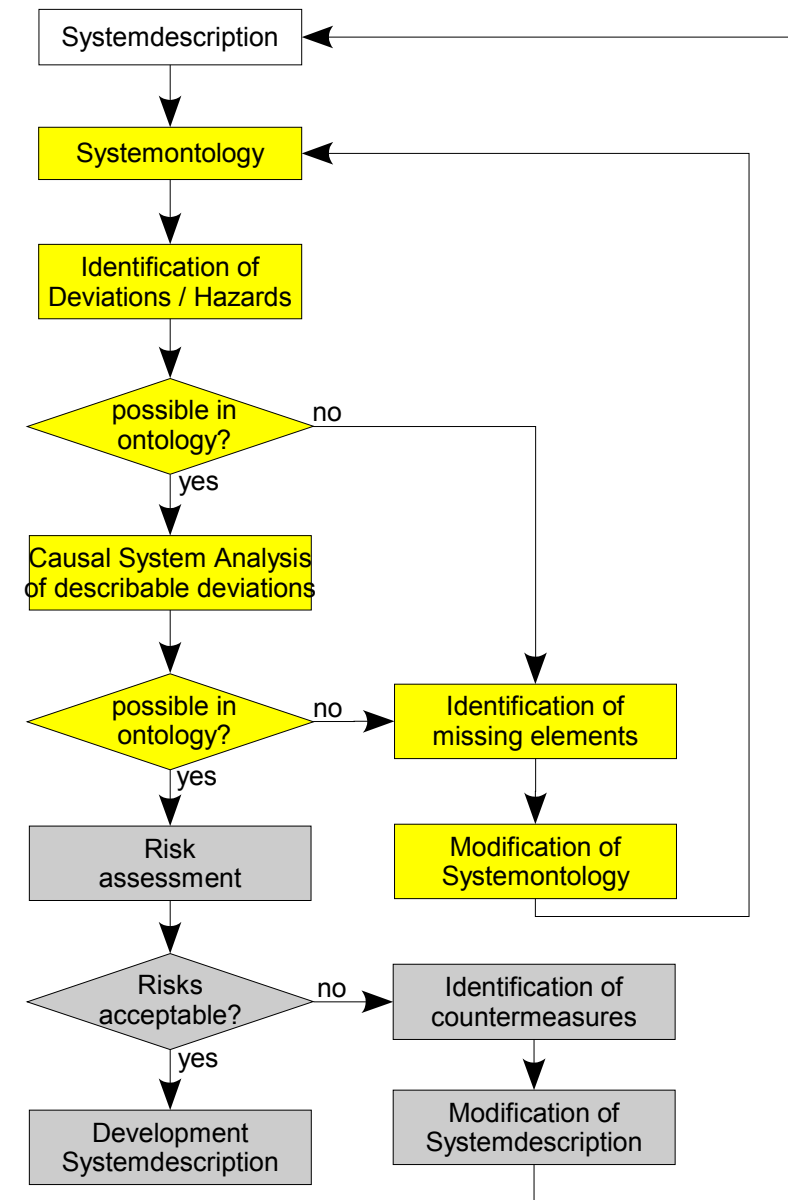 Systemdescription
Systemontology
Identification of
Deviations / Hazards
possible in
ontology?
no
yes
Causal System Analysis
of describable deviations
possible in
ontology?
no
yes
Identification of
missing elements
Modification of
Systemontology
Risk
assessment
Risks
acceptable?
no
yes
Identification of
countermeasures
Modification of
Systemdescription
Development
Systemdescription